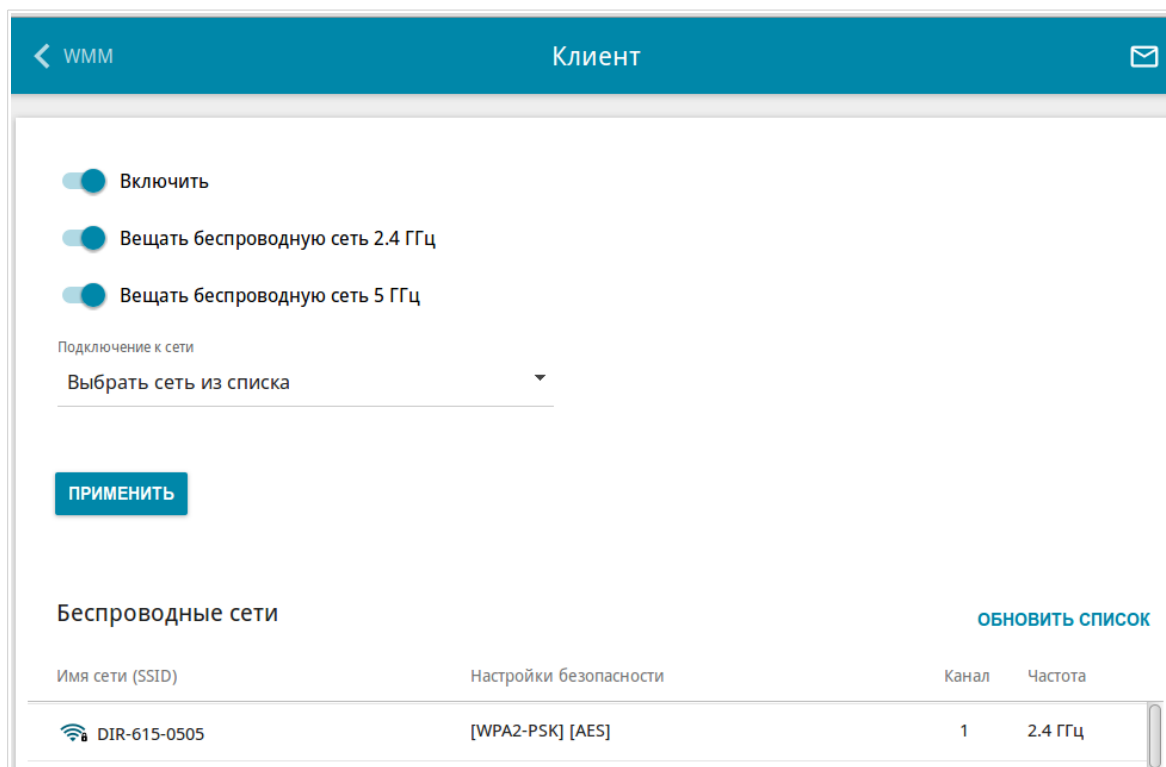 WMM
Клиент
Включить
Вещать беспроводную сеть 2.4 ГГц
Вещать беспроводную сеть 5 ГГц
Подключение к сети
Выбрать сеть из списка
ПРИМЕНИТЬ
Беспроводные сети
ОБНОВИТЬ СПИСОК
Имя сети (SSID) Настройки безопасности Канал Частота
DIR-615-0505 [WPA2-PSK] [AES] 1 2.4 ГГц